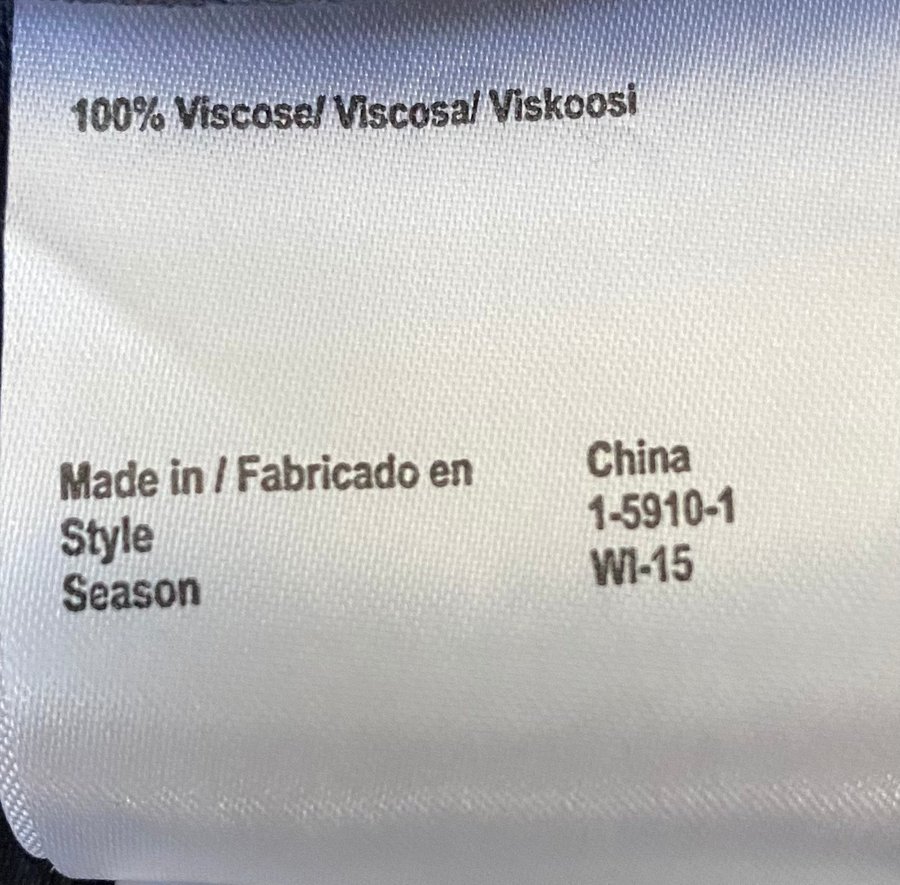 100% Viscose/ Viscosa/ Viskoosi
Made in / Fabricado en China
Style 1-5910-1
Season WI-15